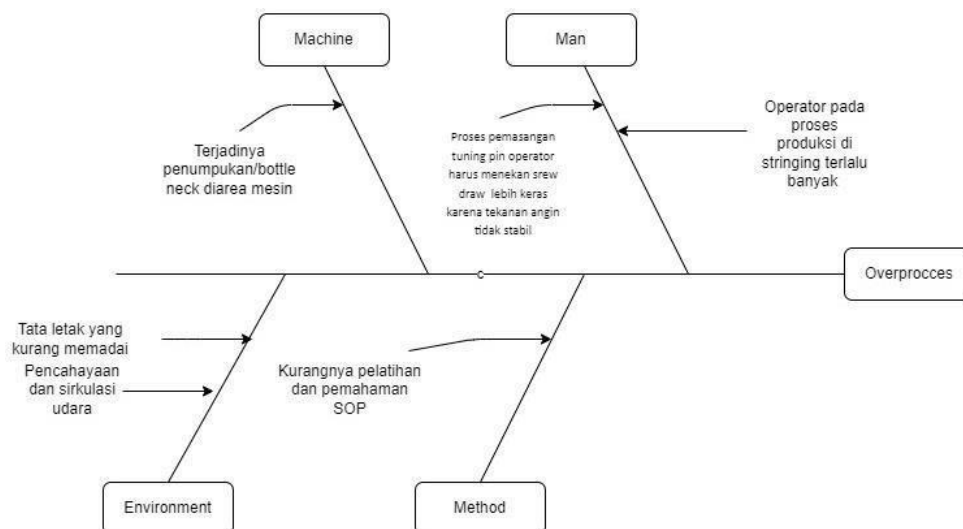 Machine
Man
Terjadinya
penumpukan/bottle
neck diarea mesin
Proses pemasangan
tuning pin operator
harus menekan srew
draw lebih keras
karena tekanan angin
tidak stabil
Operator pada
proses
produksi di
stringing terlalu
banyak
c
Overprocces
Tata letak yang
kurang memadai
Pencahayaan
dan sirkulasi
udara
Kurangnya pelatihan
dan pemahaman
SOP
Environment
Method